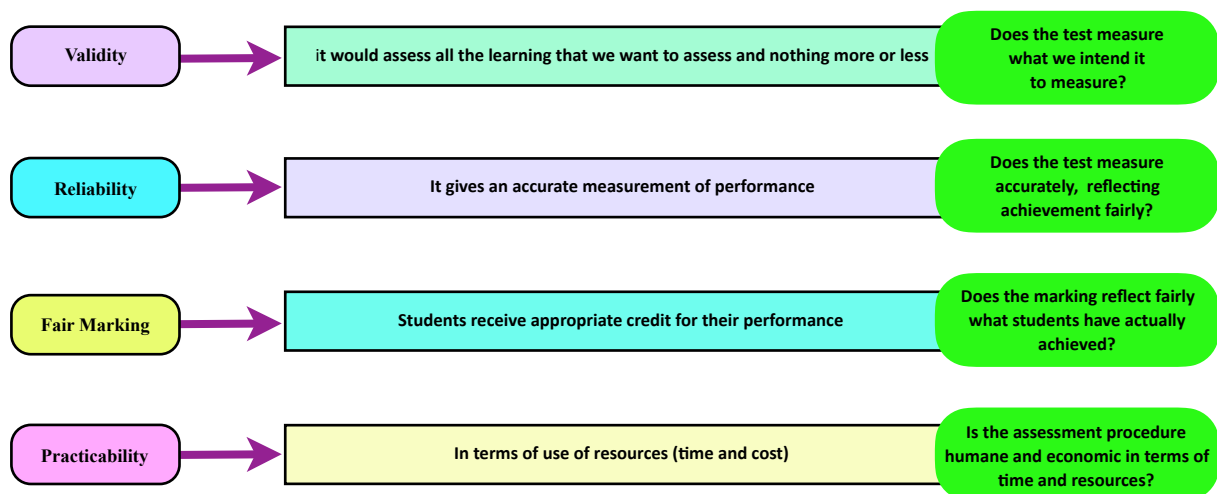 Validity
it would assess all the learning that we want to assess and nothing more or less
Does the test measure
what we intend it
to measure?
Reliability
It gives an accurate measurement of performance
Does the test measure
accurately, reflecting
achievement fairly?
Fair Marking
Students receive appropriate credit for their performance
Does the marking reflect fairly
what students have actually
achieved?
Practicability
In terms of use of resources (time and cost)
Is the assessment procedure
humane and economic in terms of
time and resources?